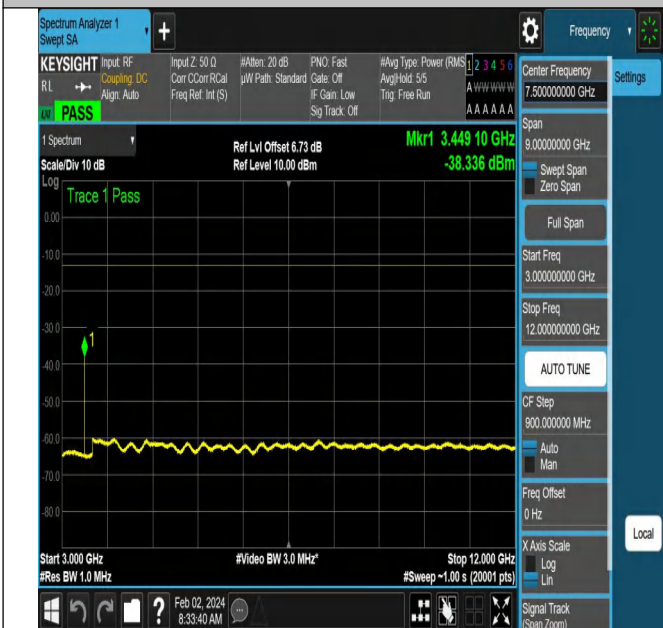 Spectrum Analyzer 1
Swept SA
Frequency
KEYSIGHT
Input: RF
Coupling: DC
Align: Auto
Input Z: 50 Ω
Corr CCorr RCal
Freq Ref: Int (S)
#Atten: 20 dB
µW Path: Standard
PNO: Fast
Gate: Off
IF Gain: Low
Sig Track: Off
#Avg Type: Power (RMS
Avg|Hold: 5/5
Trig: Free Run
1 2 3 4 5 6
A W W W W W
A A A A A A
R L
PASS
1 Spectrum
Scale/Div 10 dB
Ref Lvl Offset 6.73 dB
Ref Level 10.00 dBm
Mkr1 3.449 10 GHz
-38.336 dBm
Log
Trace 1 Pass
0.00
-10.0
-20.0
-30.0
-40.0
-50.0
-60.0
-70.0
-80.0
1
Start 3.000 GHz
#Res BW 1.0 MHz
#Video BW 3.0 MHz*
Stop 12.000 GHz
#Sweep ~1.00 s (20001 pts)
Feb 02, 2024
8:33:40 AM
?
Center Frequency
7.500000000 GHz
Settings
Span
9.00000000 GHz
Swept Span
Zero Span
Full Span
Start Freq
3.000000000 GHz
Stop Freq
12.000000000 GHz
AUTO TUNE
CF Step
900.000000 MHz
Auto
Man
Freq Offset
0 Hz
Local
X Axis Scale
Log
Lin
Signal Track
(Span Zoom)